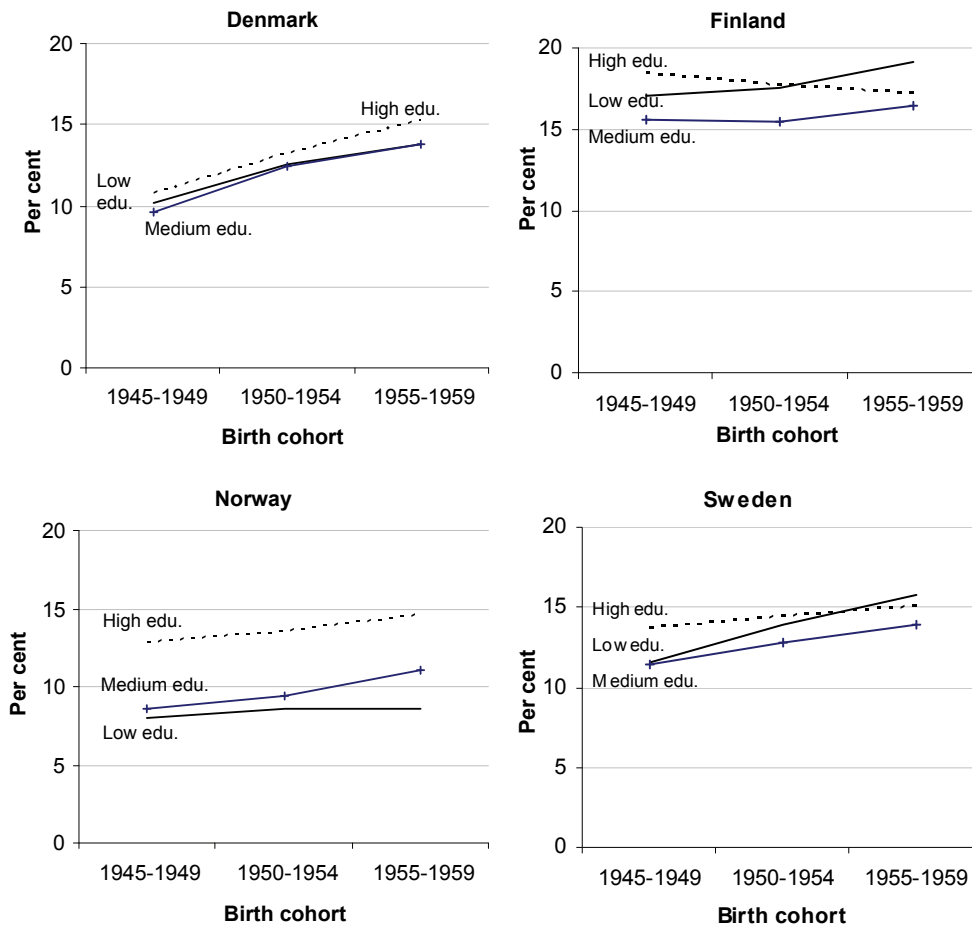 Denmark
20
15
10
5
0
Per cent
High edu.
Low
edu.
Medium edu.
1945-1949 1950-1954 1955-1959
Birth cohort
Finland
20
15
10
5
0
Per cent
High edu.
Low edu.
Medium edu.
1945-1949 1950-1954 1955-1959
Birth cohort
Norway
20
15
10
5
0
Per cent
High edu.
Medium edu.
Low edu.
1945-1949 1950-1954 1955-1959
Birth cohort
Sweden
20
15
10
5
0
Per cent
High edu.
Low edu.
Medium edu.
1945-1949 1950-1954 1955-1959
Birth cohort